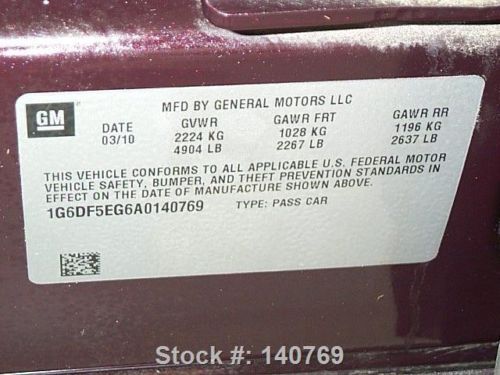 GM
MFD BY GENERAL MOTORS LLC
DATE GVWR GAWR FRT GAWR RR
03/10 2224 KG 1028 KG 1196 KG
4904 LB 2267 LB 2637 LB
THIS VEHICLE CONFORMS TO ALL APPLICABLE U.S. FEDERAL MOTOR
VEHICLE SAFETY, BUMPER, AND THEFT PREVENTION STANDARDS IN
EFFECT ON THE DATE OF MANUFACTURE SHOWN ABOVE.
1G6DF5EG6A0140769 TYPE: PASS CAR
Stock #: 140769